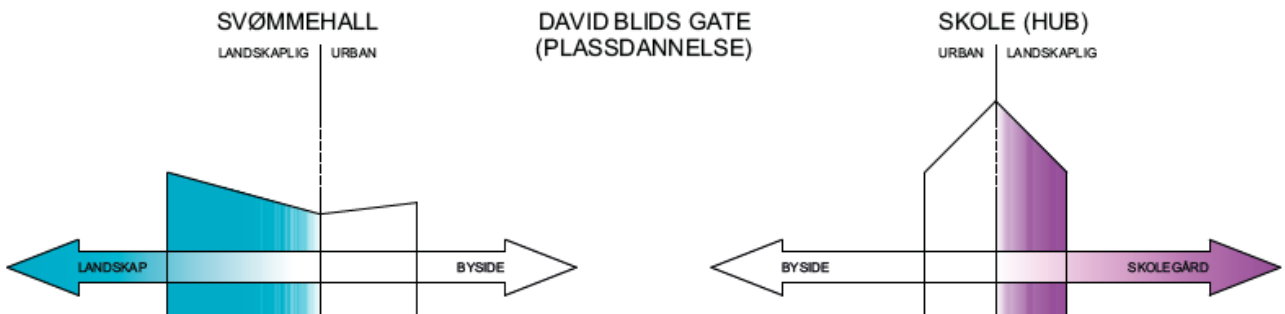 SVØMMEHALL
LANDSKAPLIG URBAN
DAVID BLIDS GATE
(PLASSDANNELSE)
SKOLE (HUB)
URBAN LANDSKAPLIG
LANDSKAP
BYSIDE
BYSIDE
SKOLEGÅRD